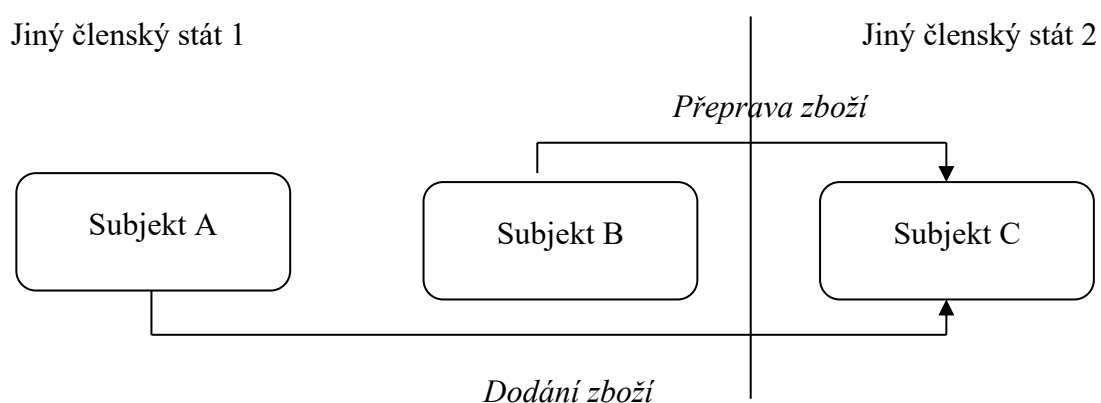 Jiný členský stát 1
Jiný členský stát 2
Přeprava zboží
Subjekt A
Subjekt B
Subjekt C
Dodání zboží